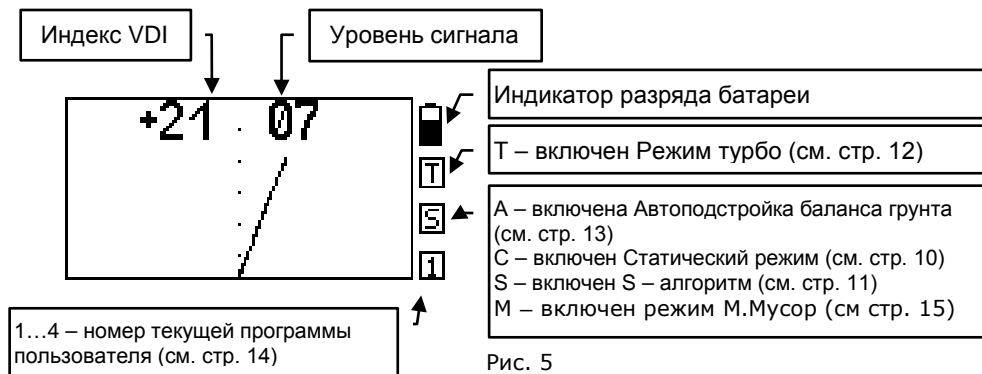 Индекс VDI
Уровень сигнала
+21 07
Индикатор разряда батареи
T
Т – включен Режим турбо (см. стр. 12)
S
А – включена Автоподстройка баланса грунта
(см. стр. 13)
С – включен Статический режим (см. стр. 10)
S – включен S – алгоритм (см. стр. 11)
М – включен режим М.Мусор (см стр. 15)
1
1…4 – номер текущей программы
пользователя (см. стр. 14)
Рис. 5